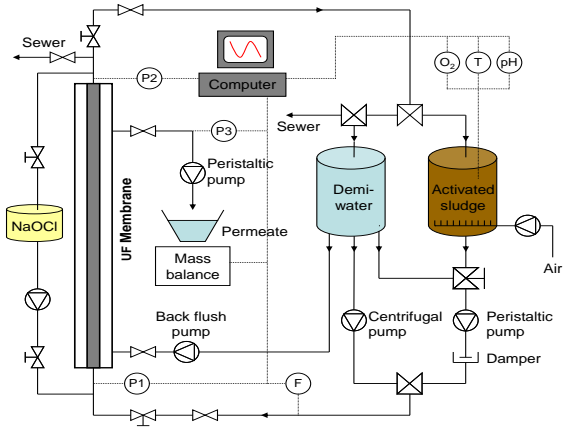 Sewer
P2
Computer
O2
T
pH
P3
Sewer
Peristaltic
pump
UF Membrane
NaOCl
Permeate
Mass
balance
Demi-
water
Activated
sludge
Air
Back flush
pump
Centrifugal
pump
Peristaltic
pump
Damper
P1
F